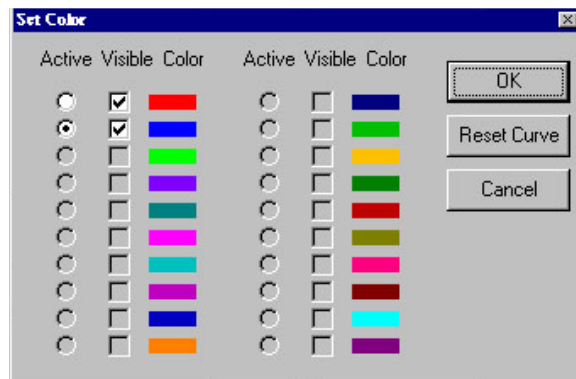 Set Color
Active Visible Color Active Visible Color
OK
Reset Curve
Cancel